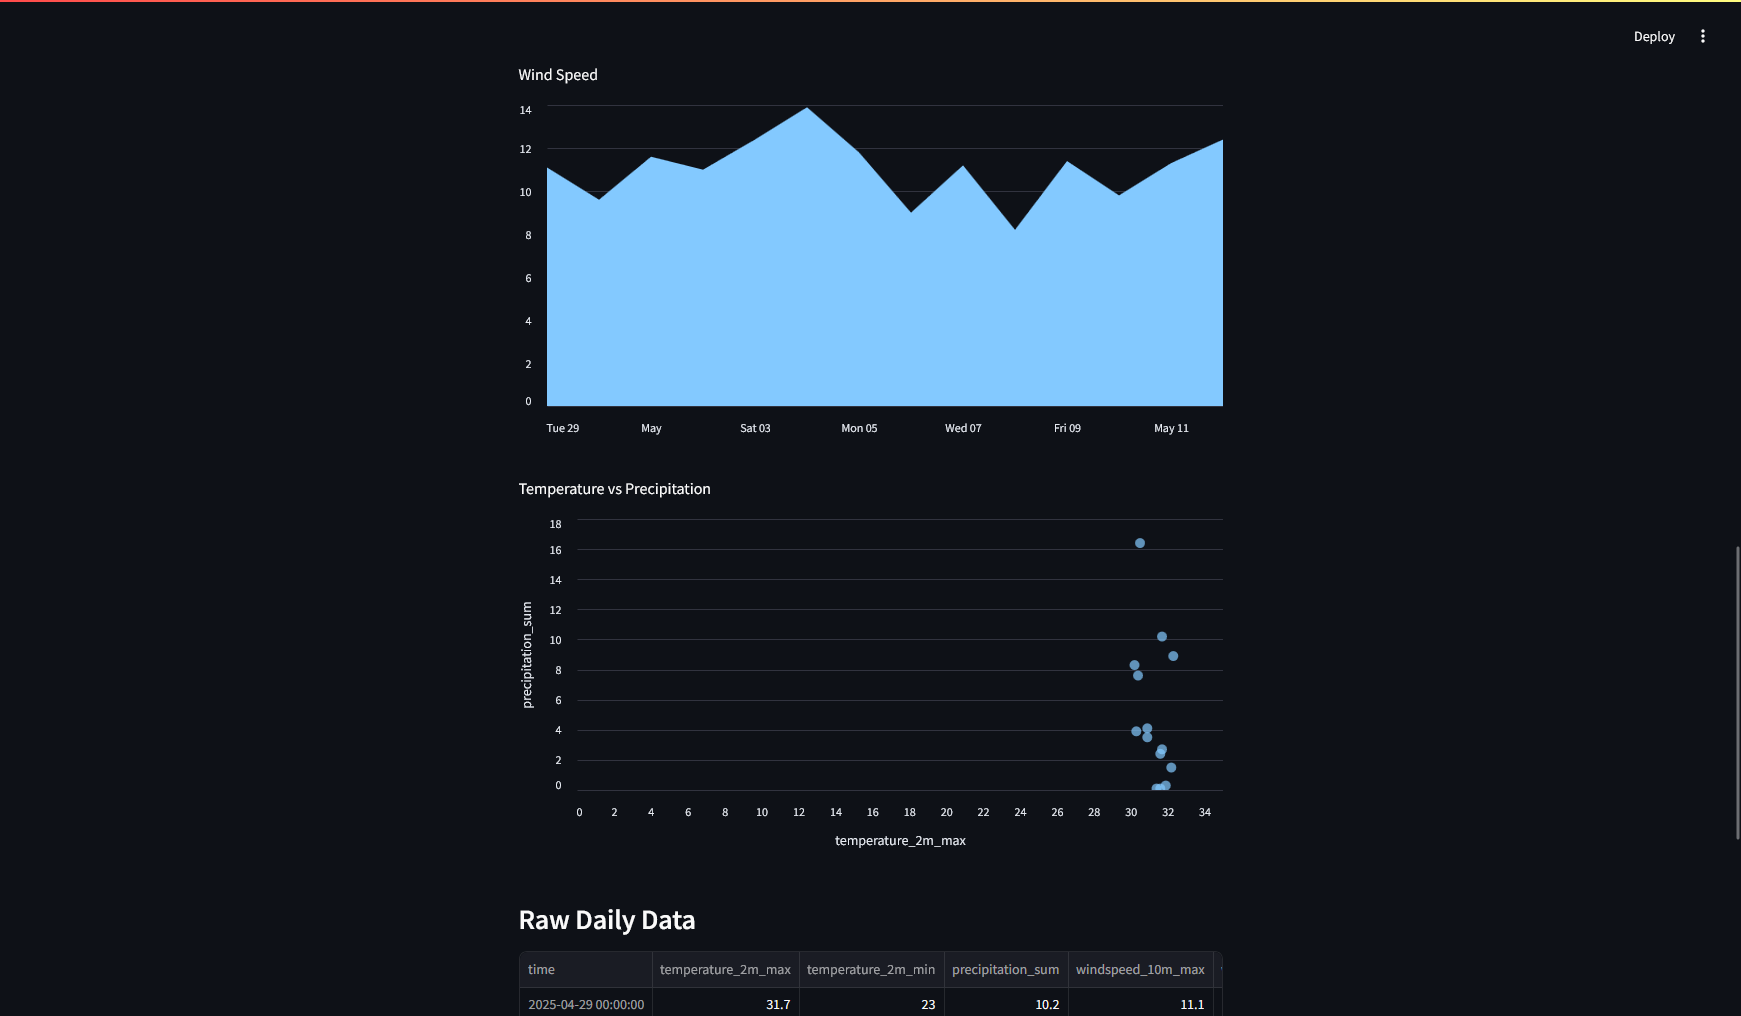 Deploy
Wind Speed
14
12
10
8
6
4
2
0
Tue 29 May Sat 03 Mon 05 Wed 07 Fri 09 May 11
Temperature vs Precipitation
18
16
14
12
10
8
6
4
2
0
precipitation_sum
0 2 4 6 8 10 12 14 16 18 20 22 24 26 28 30 32 34
temperature_2m_max
Raw Daily Data
time temperature_2m_max temperature_2m_min precipitation_sum windspeed_10m_max
2025-04-29 00:00:00 31.7 23 10.2 11.1